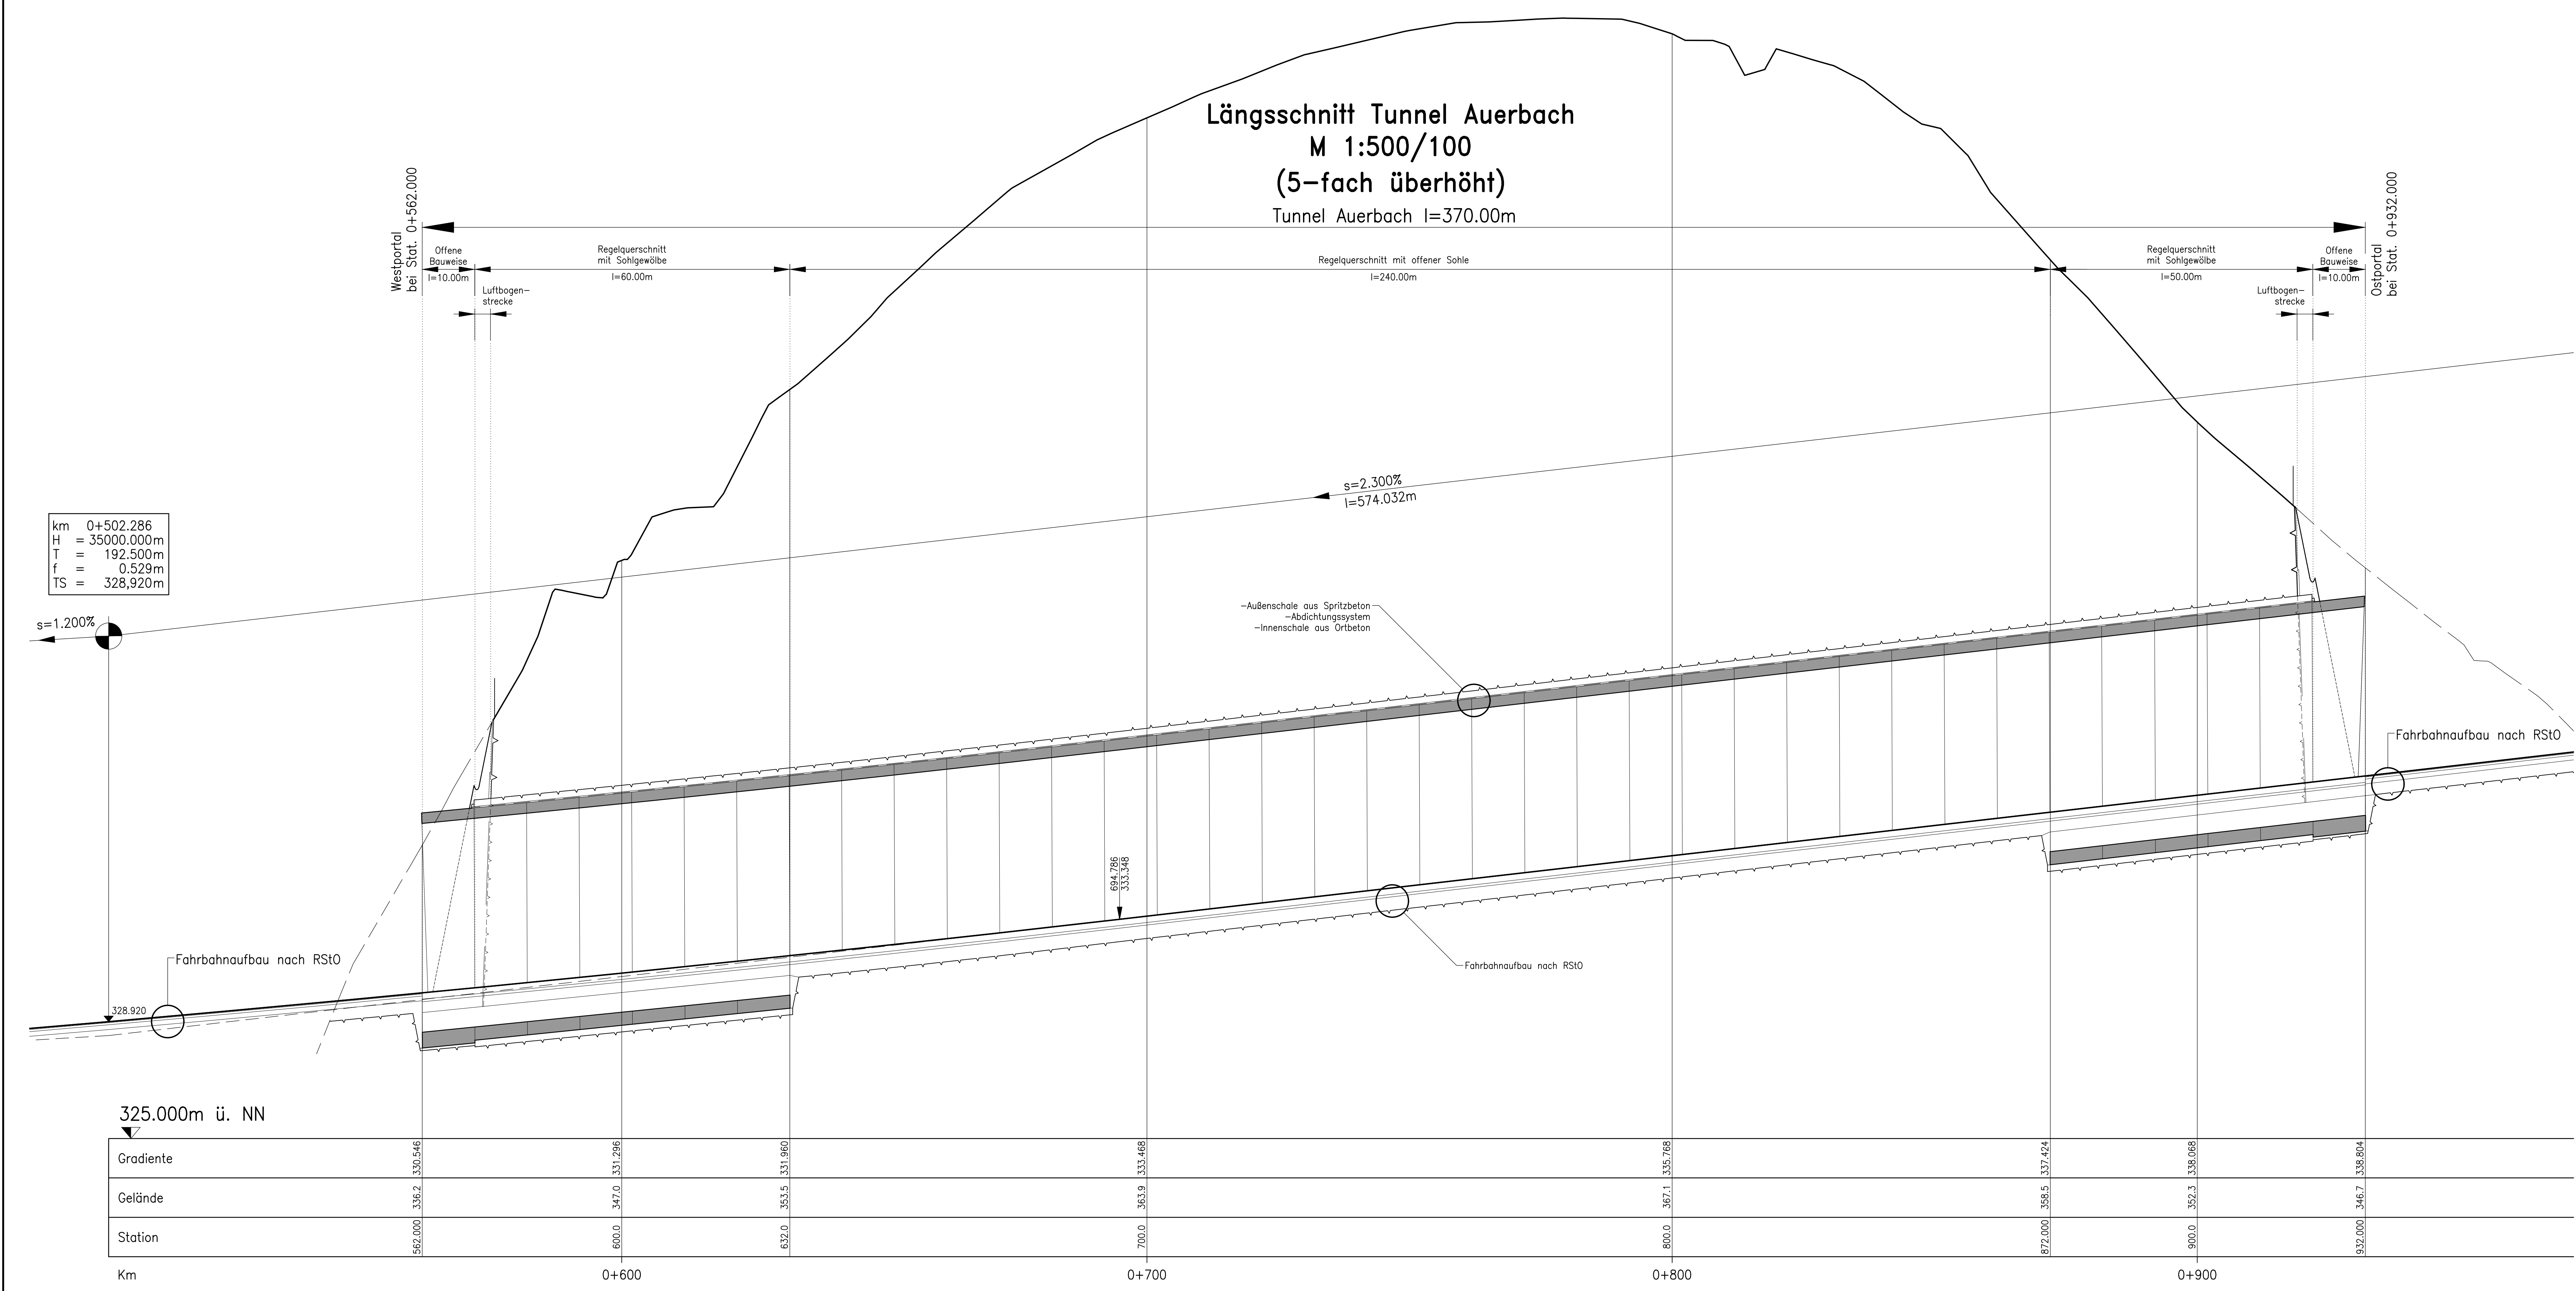 Längsschnitt Tunnel Auerbach
M 1:500/100
(5-fach überhöht)
Tunnel Auerbach l=370.00m
Westportal
bei Stat. 0+562.000
Offene
Bauweise
l=10.00m
Luftbogen-
strecke
Regelquerschnitt
mit Sohlgewölbe
l=60.00m
Regelquerschnitt mit offener Sohle
l=240.00m
Regelquerschnitt
mit Sohlgewölbe
l=50.00m
Offene
Bauweise
l=10.00m
Luftbogen-
strecke
Ostportal
bei Stat. 0+932.000
s=2.300%
l=574.032m
km 0+502.286
H = 35000.000m
T = 192.500m
f = 0.529m
TS = 328,920m
s=1.200%
-Außenschale aus Spritzbeton
-Abdichtungssystem
-Innenschale aus Ortbeton
Fahrbahnaufbau nach RStO
694.786
333.348
Fahrbahnaufbau nach RStO
Fahrbahnaufbau nach RStO
328.920
325.000m ü. NN
Gradiente 330.546 331.296 331.960 333.468 335.768 337.424 338.068 338.804
Gelände 336.2 347.0 353.5 363.9 367.1 358.5 352.3 346.7
Station 562.000 600.0 632.0 700.0 800.0 872.000 900.0 932.000
Km 0+600 0+700 0+800 0+900